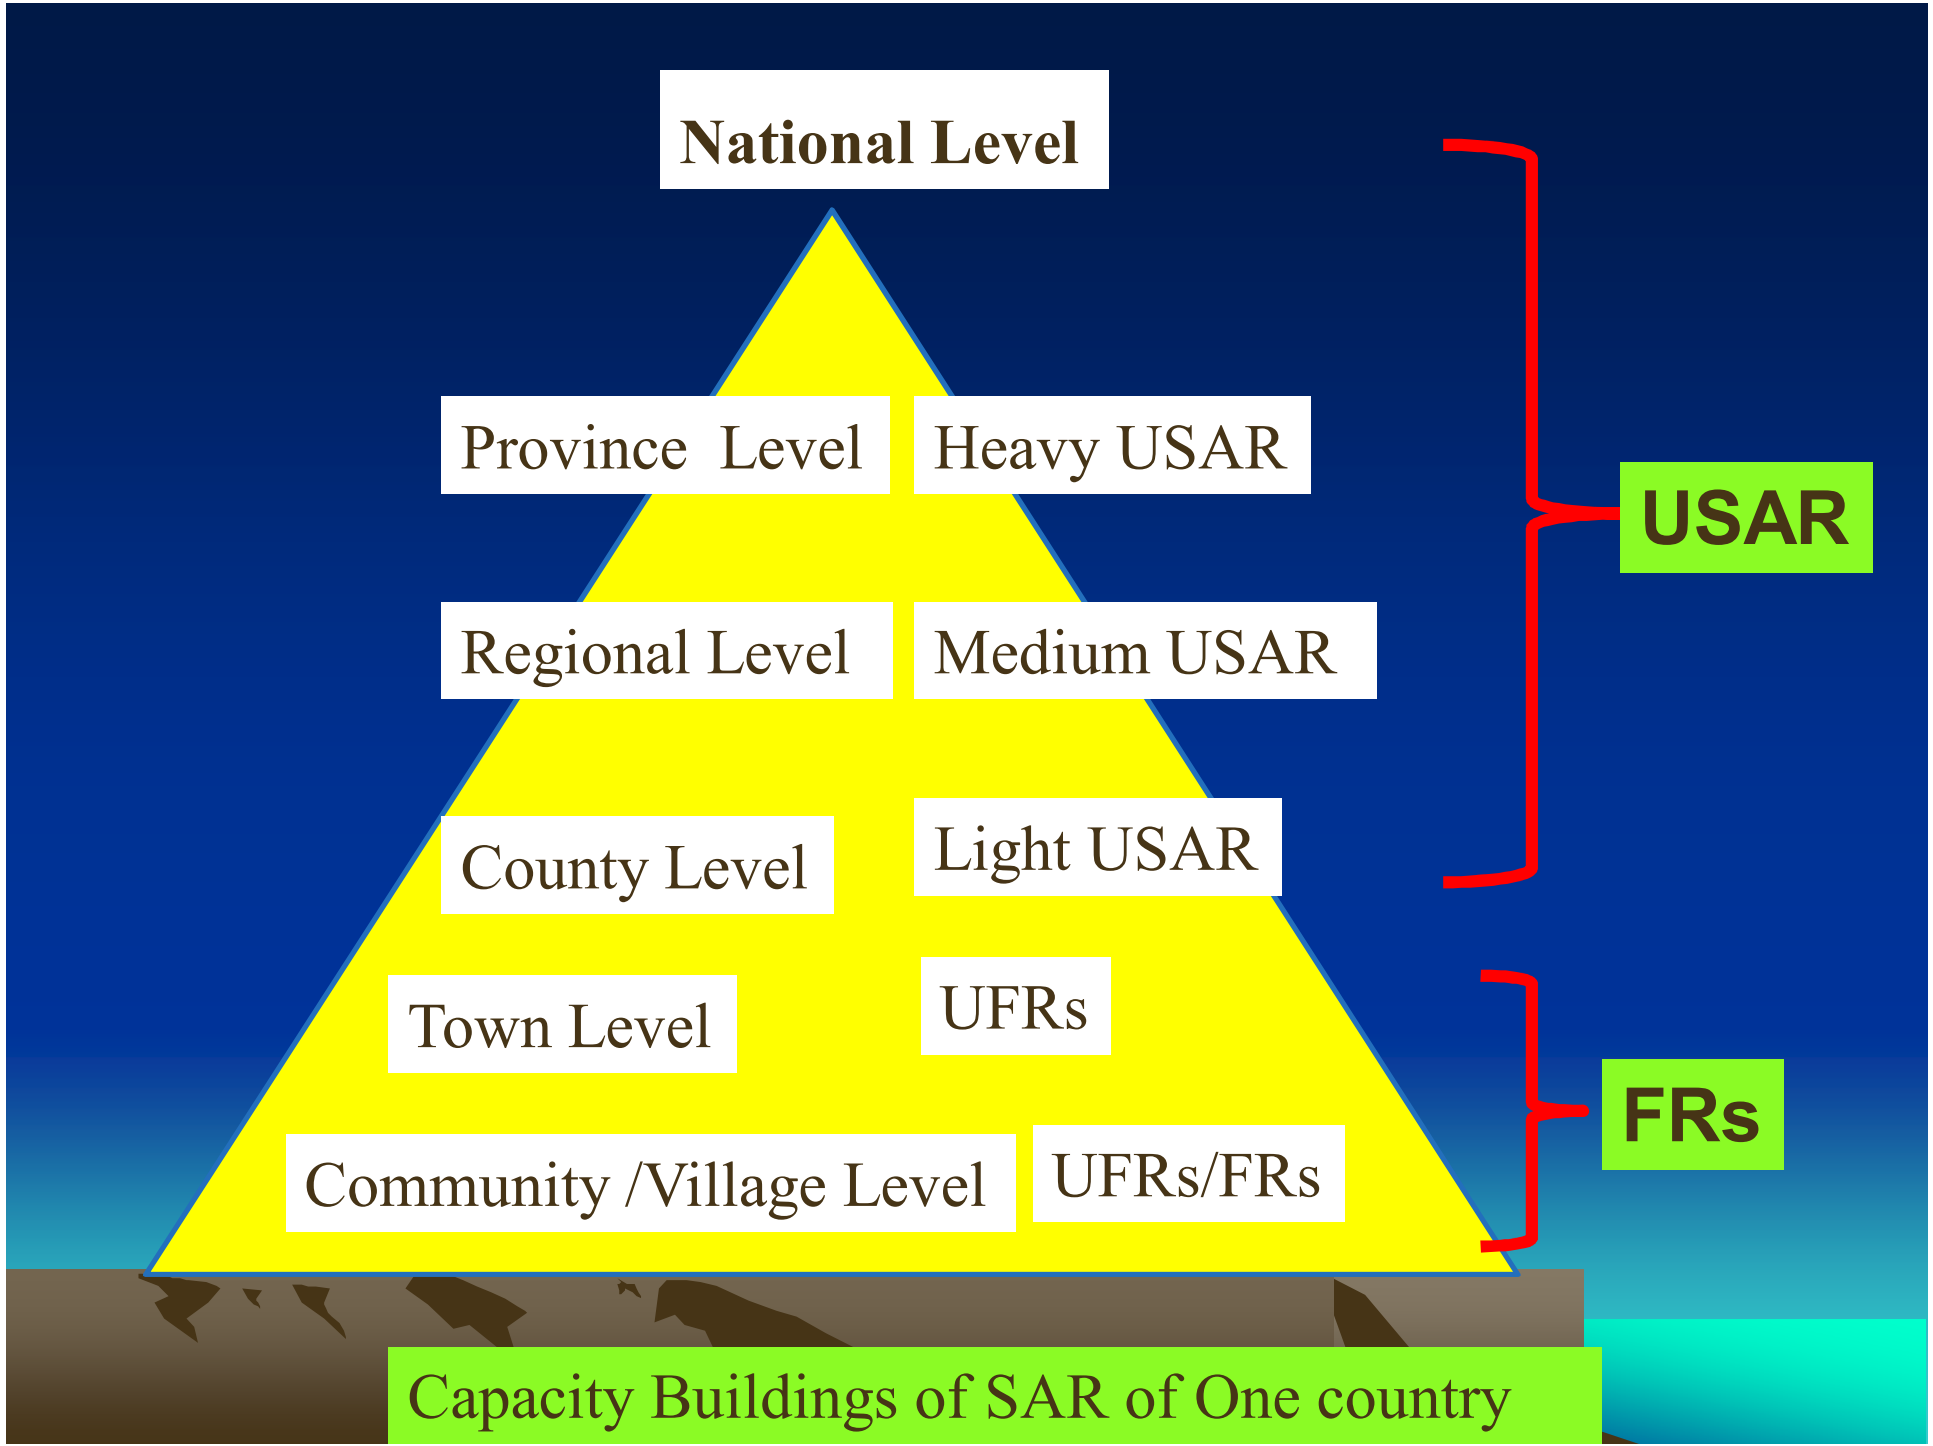 National Level
Province  Level
Heavy USAR
USAR
Regional Level
Medium USAR
County Level
Light USAR
Town Level
UFRs
FRs
Community /Village Level
UFRs/FRs
Capacity Buildings of SAR of One country